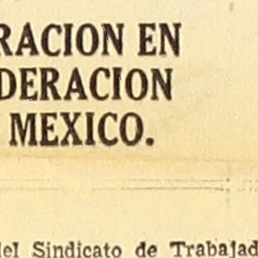 RACION EN
DERACION
MEXICO.
del Sindicato de Trabajad